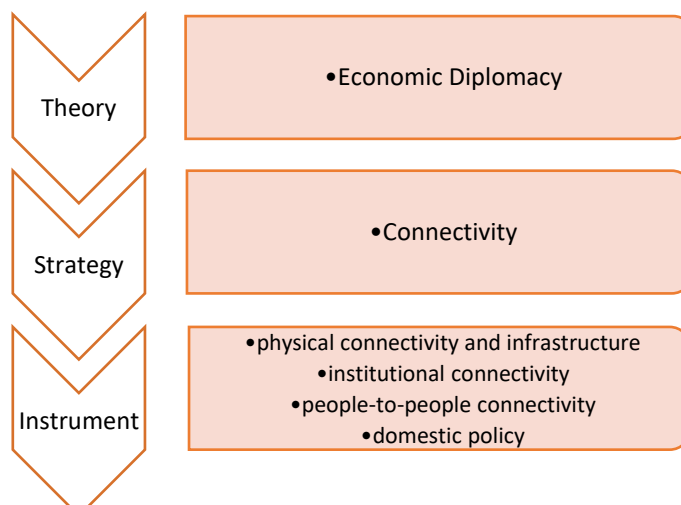 Theory
•Economic Diplomacy
Strategy
•Connectivity
Instrument
•physical connectivity and infrastructure
•institutional connectivity
•people-to-people connectivity
•domestic policy